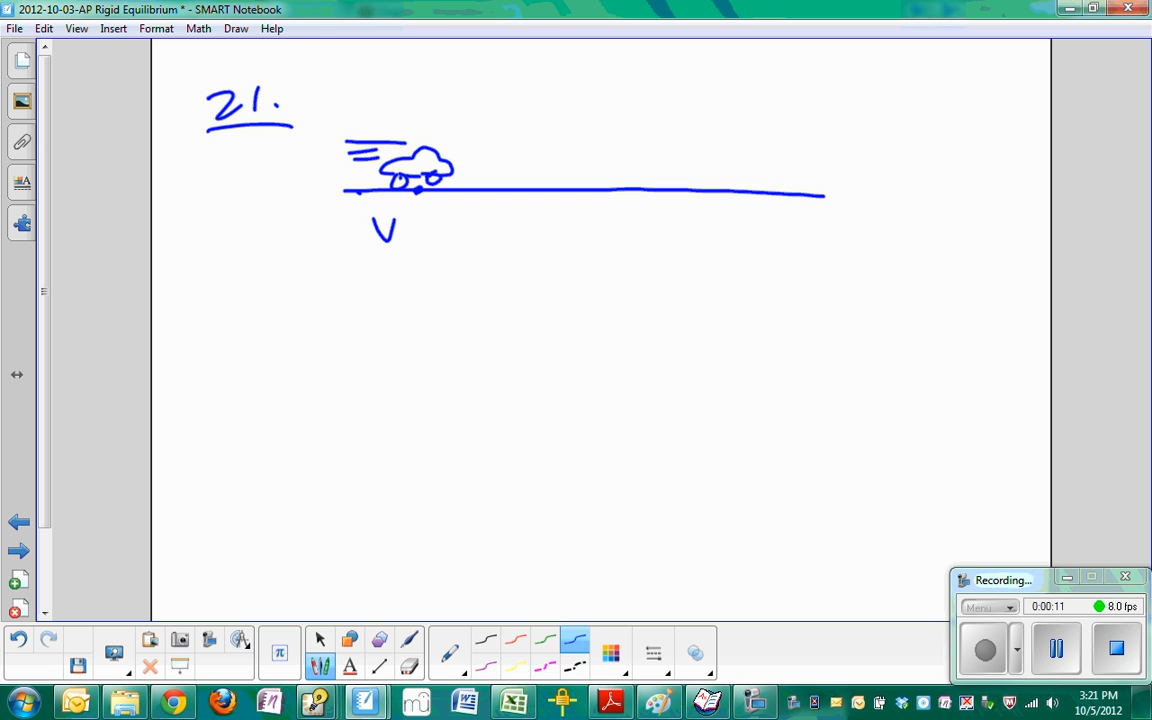 2012-10-03-AP Rigid Equilibrium * - SMART Notebook
File Edit View Insert Format Math Draw Help
21.
V
Recording...
Menu 0:00:11 8.0 fps
π
A
3:21 PM
10/5/2012